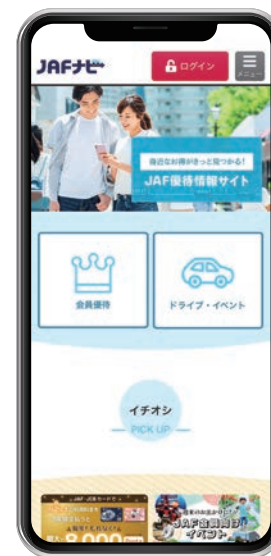 JAFナビ
ログイン
メニュー
身近なお得がきっと見つかる!
JAF優待情報サイト
会員優待
ドライブ・イベント
イチオシ
PICK UP
JAF会員向け
イベント
8,000